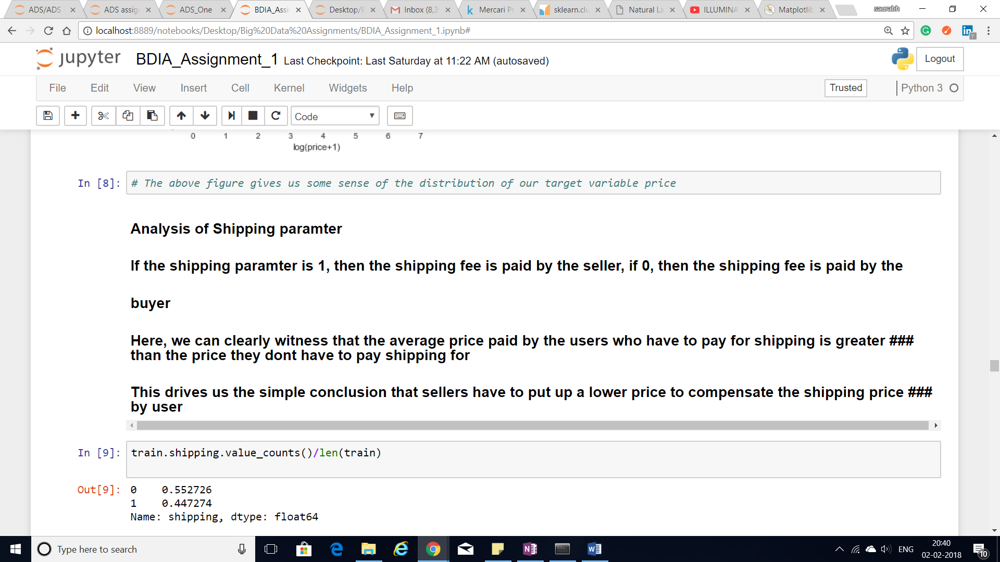 ADS/ADS
ADS assig
ADS_One
BDIA_Assi
Desktop/B
Inbox (8,3
Mercari Pr
sklearn.clu
Natural La
ILLUMINA
Matplotlib
saurabh
localhost:8889/notebooks/Desktop/Big%20Data%20Assignments/BDIA_Assignment_1.ipynb#
jupyter BDIA_Assignment_1 Last Checkpoint: Last Saturday at 11:22 AM (autosaved)
Logout
File Edit View Insert Cell Kernel Widgets Help Trusted Python 3
Code
0 1 2 3 4 5 6 7
log(price+1)
In [8]: # The above figure gives us some sense of the distribution of our target variable price
Analysis of Shipping paramter
If the shipping paramter is 1, then the shipping fee is paid by the seller, if 0, then the shipping fee is paid by the
buyer
Here, we can clearly witness that the average price paid by the users who have to pay for shipping is greater ###
than the price they dont have to pay shipping for
This drives us the simple conclusion that sellers have to put up a lower price to compensate the shipping price ###
by user
In [9]: train.shipping.value_counts()/len(train)
Out[9]: 0 0.552726
1 0.447274
Name: shipping, dtype: float64
Type here to search
ENG
20:40
02-02-2018
10